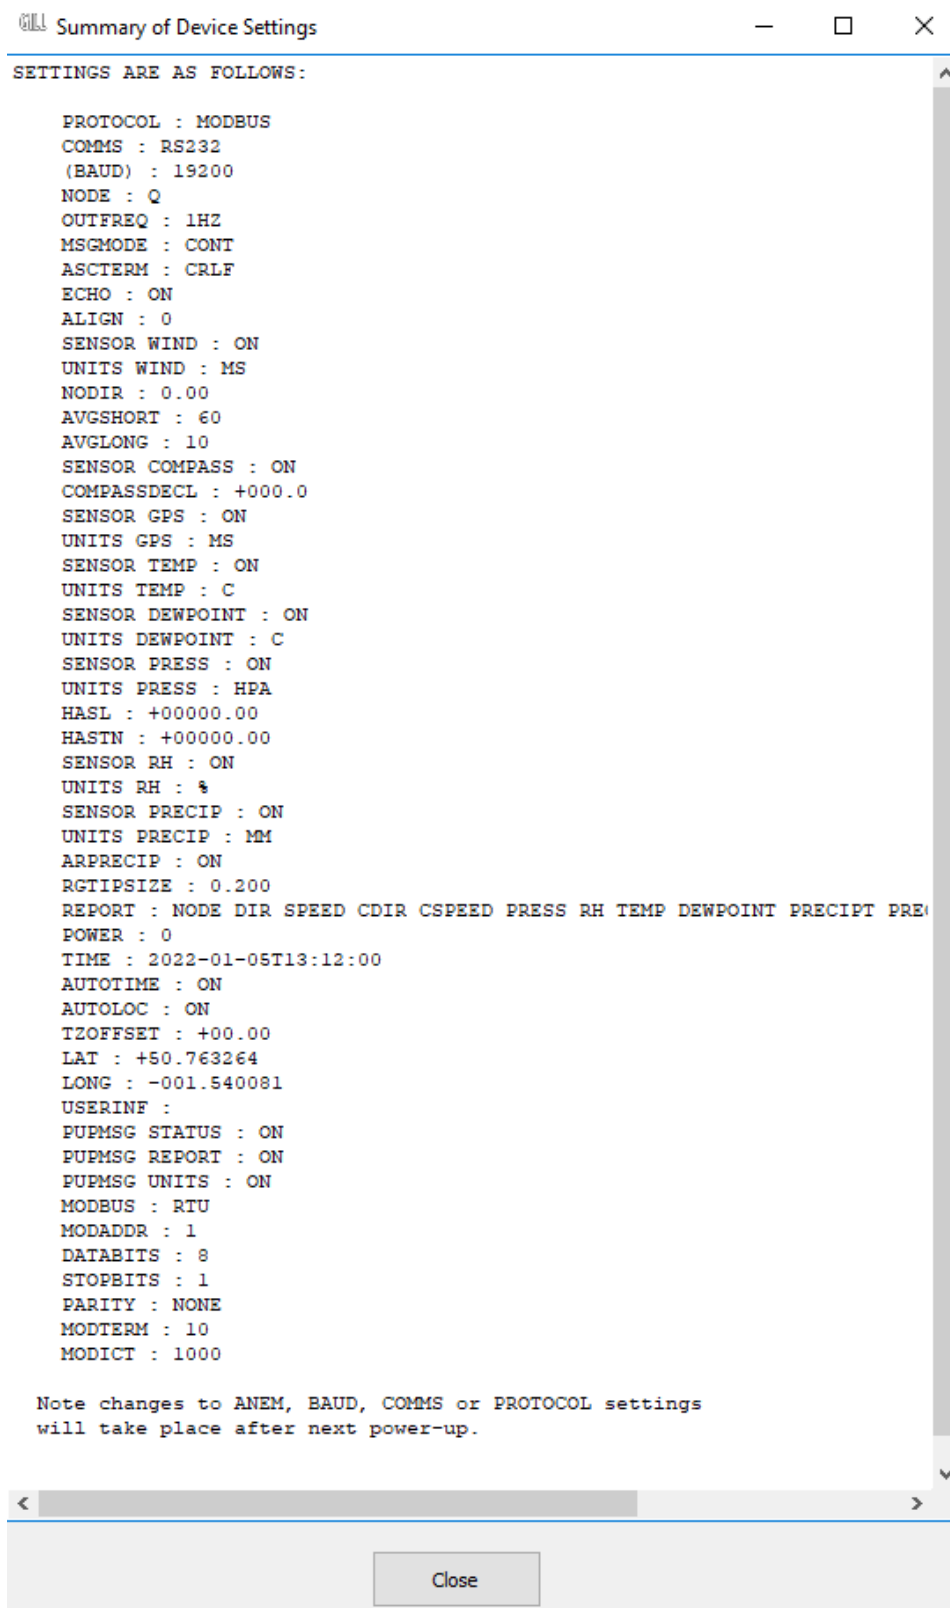 GILL Summary of Device Settings
SETTINGS ARE AS FOLLOWS:
PROTOCOL : MODBUS
COMMS : RS232
(BAUD) : 19200
NODE : Q
OUTFREQ : 1HZ
MSGMODE : CONT
ASCTERM : CRLF
ECHO : ON
ALIGN : 0
SENSOR WIND : ON
UNITS WIND : MS
NODIR : 0.00
AVGSHORT : 60
AVGLONG : 10
SENSOR COMPASS : ON
COMPASSDECL : +000.0
SENSOR GPS : ON
UNITS GPS : MS
SENSOR TEMP : ON
UNITS TEMP : C
SENSOR DEWPOINT : ON
UNITS DEWPOINT : C
SENSOR PRESS : ON
UNITS PRESS : HPA
HASL : +00000.00
HASTN : +00000.00
SENSOR RH : ON
UNITS RH : %
SENSOR PRECIP : ON
UNITS PRECIP : MM
ARPRECIP : ON
RGTIPSIZE : 0.200
REPORT : NODE DIR SPEED CDIR CSPEED PRESS RH TEMP DEWPOINT PRECIPT PRE
POWER : 0
TIME : 2022-01-05T13:12:00
AUTOTIME : ON
AUTOLOC : ON
TZOFFSET : +00.00
LAT : +50.763264
LONG : -001.540081
USERINF :
PUPMSG STATUS : ON
PUPMSG REPORT : ON
PUPMSG UNITS : ON
MODBUS : RTU
MODADDR : 1
DATABITS : 8
STOPBITS : 1
PARITY : NONE
MODTERM : 10
MODICT : 1000
Note changes to ANEM, BAUD, COMMS or PROTOCOL settings
will take place after next power-up.
Close